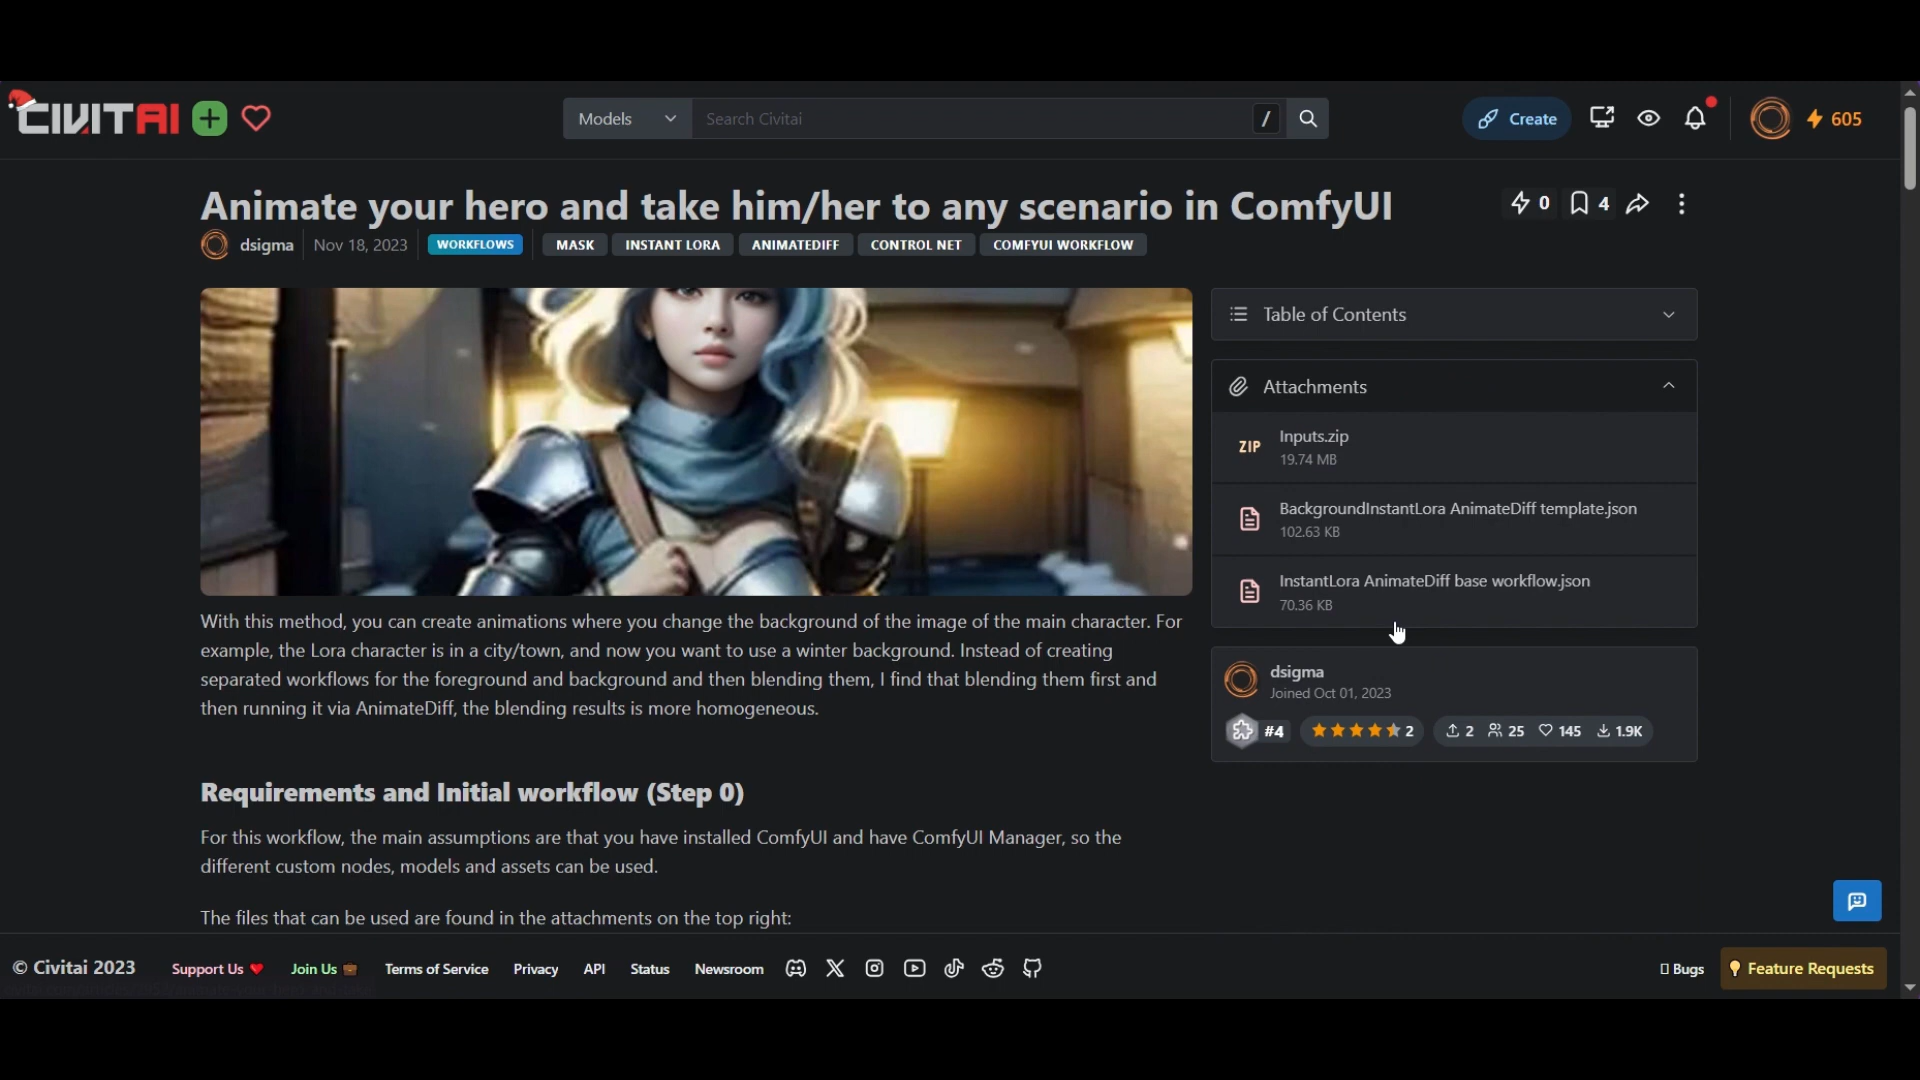 CIVITAI
Models
Search Civitai
/
Create
605
Animate your hero and take him/her to any scenario in ComfyUI
0
4
dsigma
Nov 18, 2023
WORKFLOWS
MASK
INSTANT LORA
ANIMATEDIFF
CONTROL NET
COMFYUI WORKFLOW
With this method, you can create animations where you change the background of the image of the main character. For
example, the Lora character is in a city/town, and now you want to use a winter background. Instead of creating
separated workflows for the foreground and background and then blending them, I find that blending them first and
then running it via AnimateDiff, the blending results is more homogeneous.
Requirements and Initial workflow (Step 0)
For this workflow, the main assumptions are that you have installed ComfyUI and have ComfyUI Manager, so the
different custom nodes, models and assets can be used.
The files that can be used are found in the attachments on the top right:
Table of Contents
Attachments
ZIP
Inputs.zip
19.74 MB
BackgroundInstantLora AnimateDiff template.json
102.63 KB
InstantLora AnimateDiff base workflow.json
70.36 KB
dsigma
Joined Oct 01, 2023
#4
2
2
25
145
1.9K
© Civitai 2023
Support Us
Join Us
Terms of Service
Privacy
API
Status
Newsroom
Bugs
Feature Requests